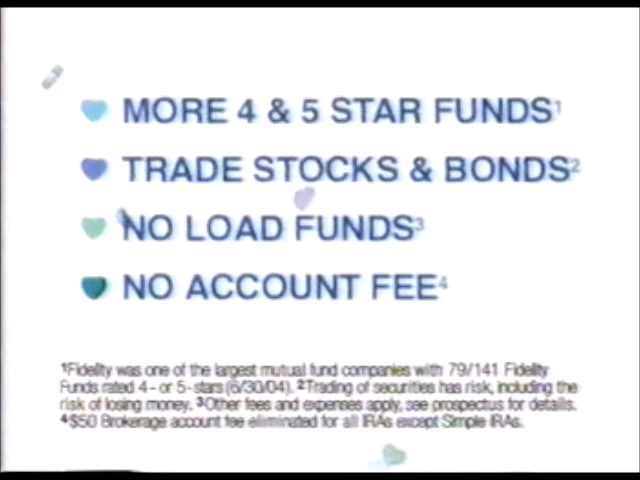 MORE 4 & 5 STAR FUNDS¹
TRADE STOCKS & BONDS²
NO LOAD FUNDS³
NO ACCOUNT FEE⁴
¹Fidelity was one of the largest mutual fund companies with 79/141 Fidelity
Funds rated 4- or 5-stars (6/30/04). ²Trading of securities has risk, including the
risk of losing money. ³Other fees and expenses apply, see prospectus for details.
⁴$50 Brokerage account fee eliminated for all IRAs except Simple IRAs.